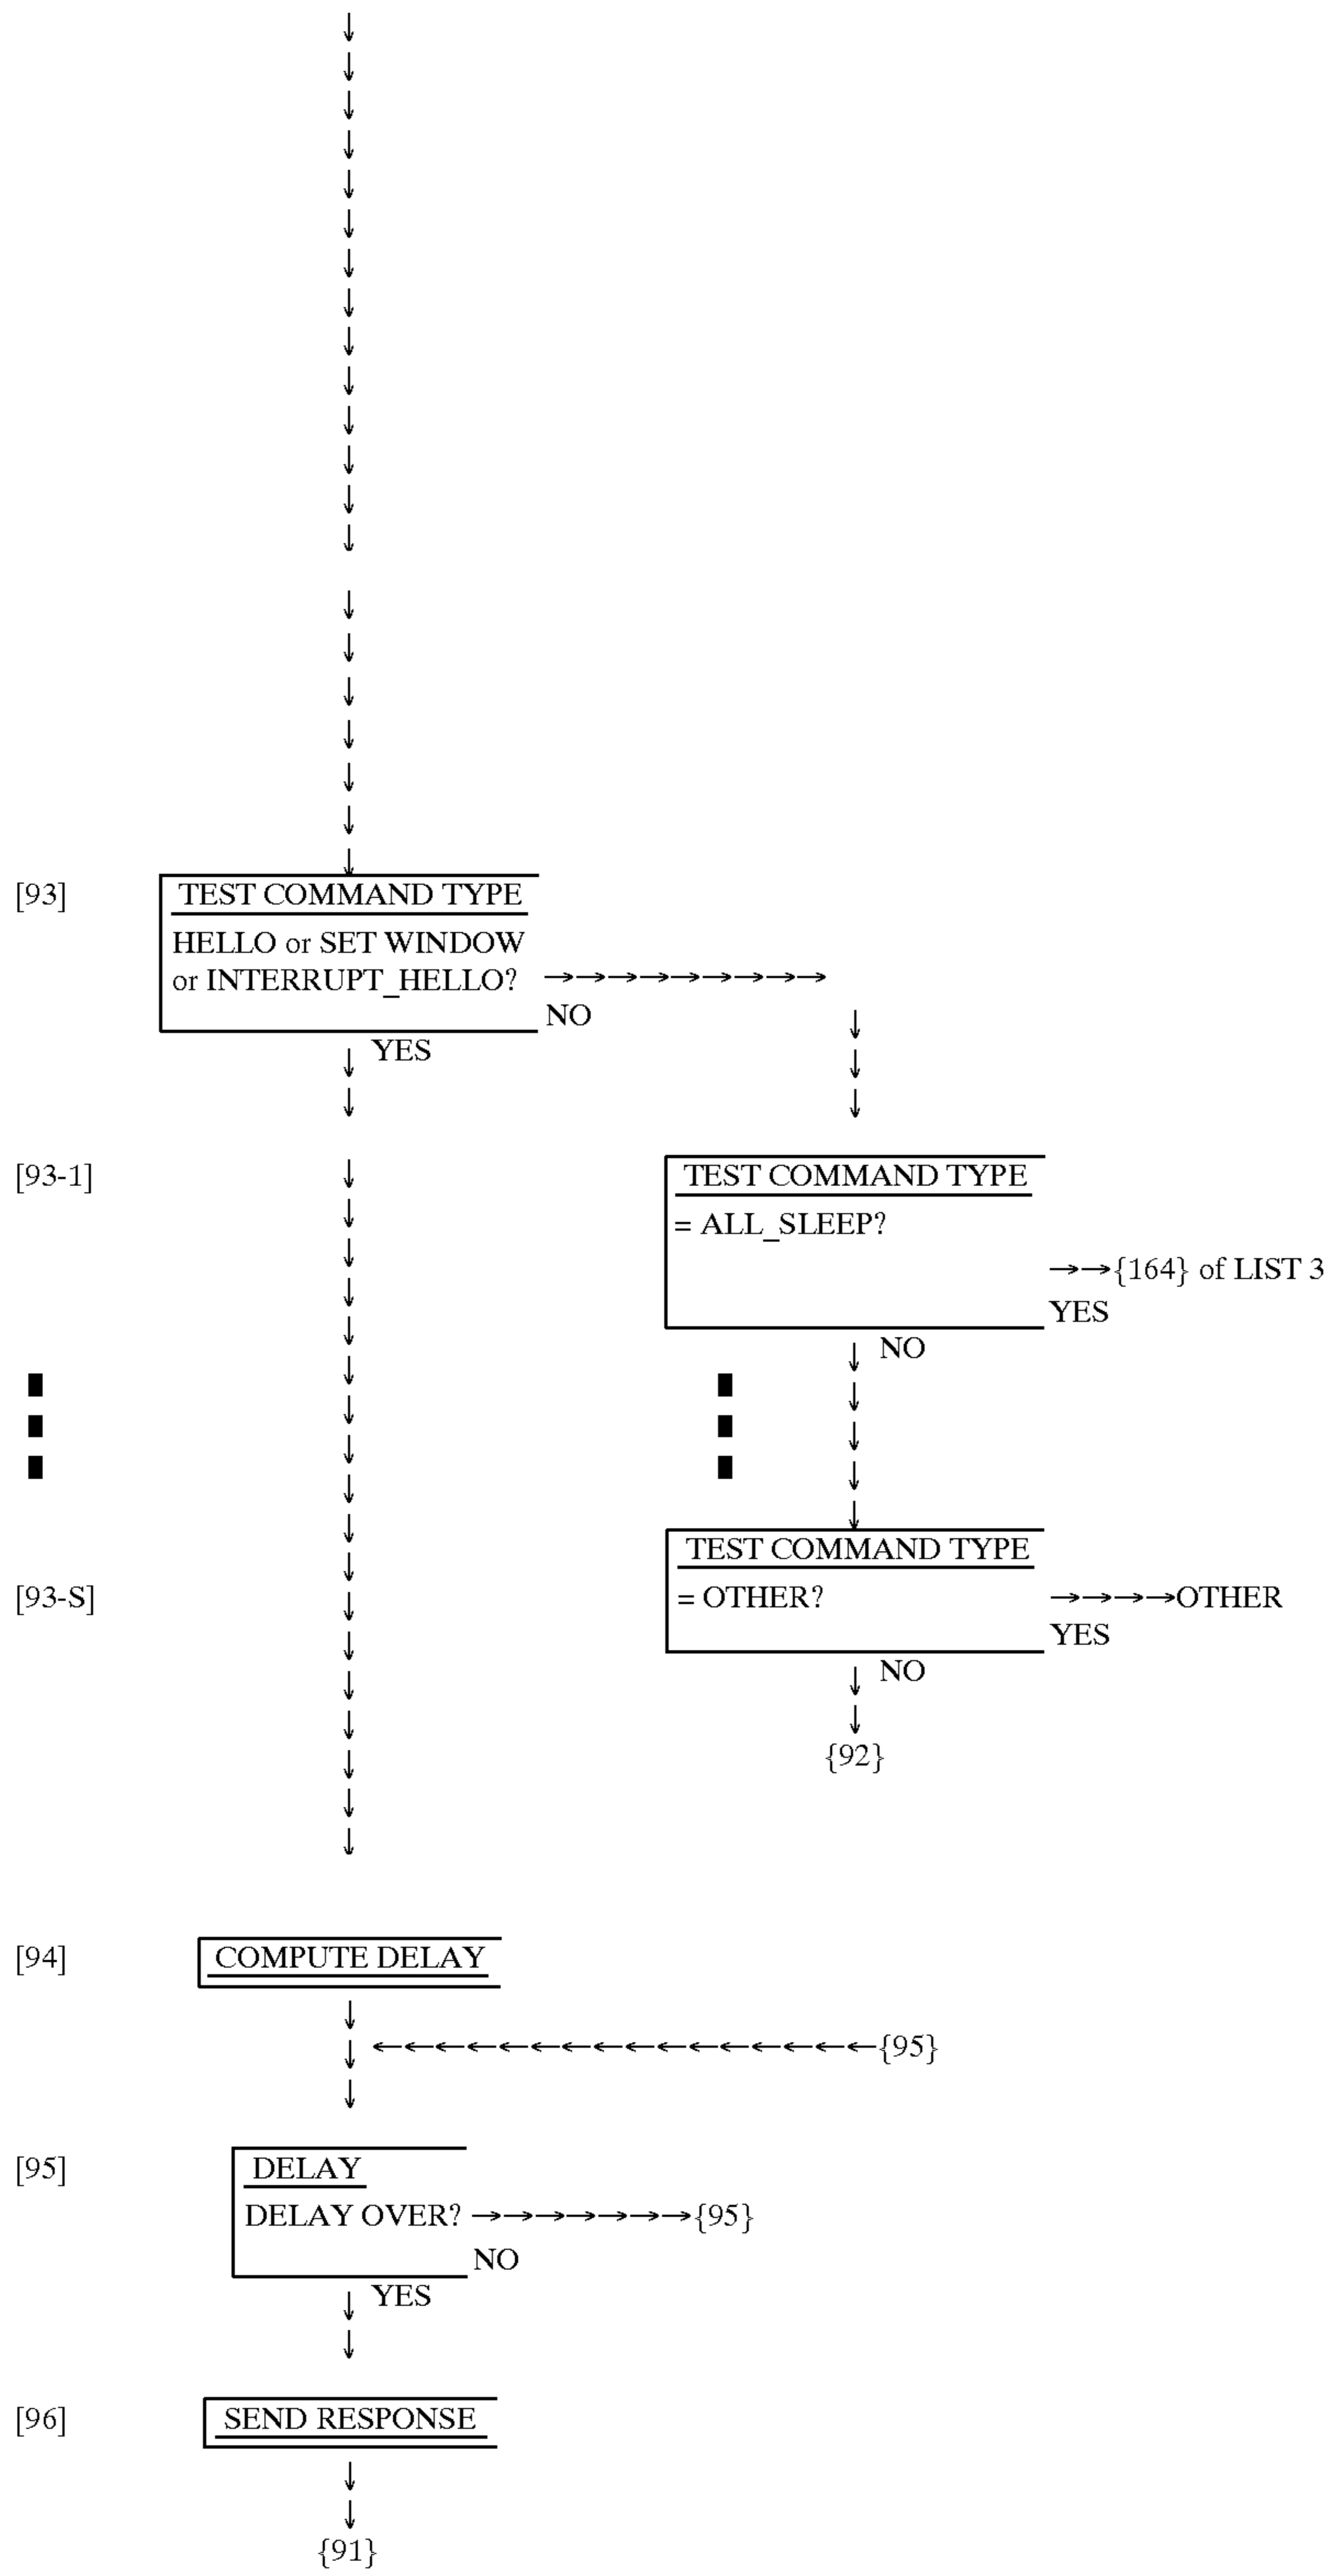 [93] TEST COMMAND TYPE
HELLO or SET WINDOW
or INTERRUPT_HELLO? →→→→→→→→→
NO
YES
[93-1] TEST COMMAND TYPE
= ALL_SLEEP?
→→{164} of LIST 3
YES
NO
TEST COMMAND TYPE
[93-S] = OTHER? →→→→OTHER
YES
NO
{92}
[94] COMPUTE DELAY
←←←←←←←←←←←←←←←←{95}
[95] DELAY
DELAY OVER? →→→→→→→{95}
NO
YES
[96] SEND RESPONSE
{91}